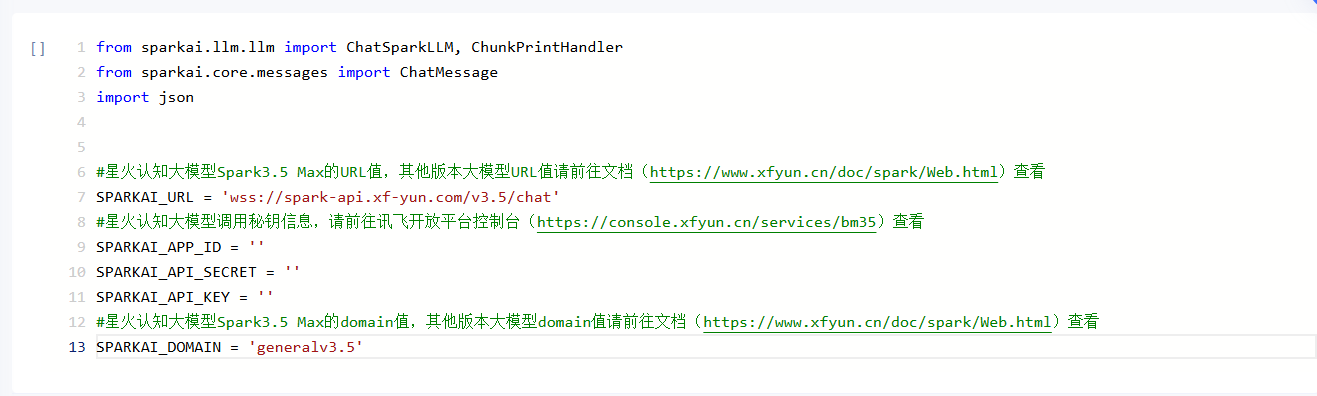 [ ]
1 from sparkai.llm.llm import ChatSparkLLM, ChunkPrintHandler
2 from sparkai.core.messages import ChatMessage
3 import json
4
5
6 #星火认知大模型Spark3.5 Max的URL值，其他版本大模型URL值请前往文档（https://www.xfyun.cn/doc/spark/Web.html）查看
7 SPARKAI_URL = 'wss://spark-api.xf-yun.com/v3.5/chat'
8 #星火认知大模型调用秘钥信息，请前往讯飞开放平台控制台（https://console.xfyun.cn/services/bm35）查看
9 SPARKAI_APP_ID = ''
10 SPARKAI_API_SECRET = ''
11 SPARKAI_API_KEY = ''
12 #星火认知大模型Spark3.5 Max的domain值，其他版本大模型domain值请前往文档（https://www.xfyun.cn/doc/spark/Web.html）查看
13 SPARKAI_DOMAIN = 'generalv3.5'